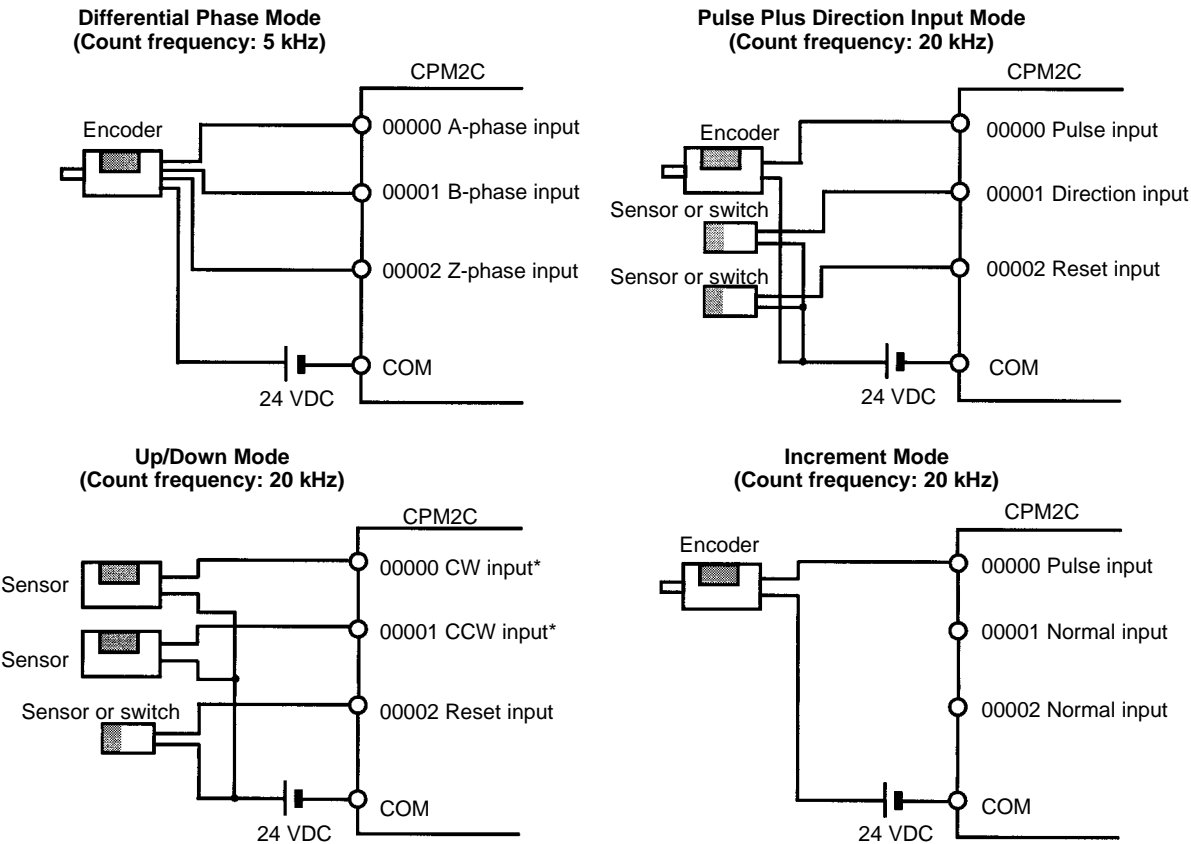 Differential Phase Mode
(Count frequency: 5 kHz)
CPM2C
Encoder
00000 A-phase input
00001 B-phase input
00002 Z-phase input
COM
24 VDC
Pulse Plus Direction Input Mode
(Count frequency: 20 kHz)
CPM2C
Encoder
00000 Pulse input
00001 Direction input
Sensor or switch
00002 Reset input
Sensor or switch
COM
24 VDC
Up/Down Mode
(Count frequency: 20 kHz)
CPM2C
00000 CW input*
Sensor
00001 CCW input*
Sensor
Sensor or switch
00002 Reset input
COM
24 VDC
Increment Mode
(Count frequency: 20 kHz)
CPM2C
Encoder
00000 Pulse input
00001 Normal input
00002 Normal input
COM
24 VDC